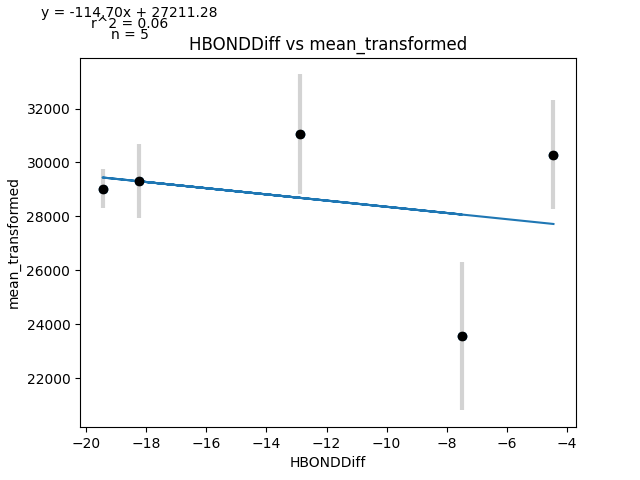 y = -114.70x + 27211.28
r^2 = 0.06
n = 5
HBONDDiff vs mean_transformed
32000
30000
28000
26000
24000
22000
mean_transformed
−20
−18
−16
−14
−12
−10
−8
−6
−4
HBONDDiff